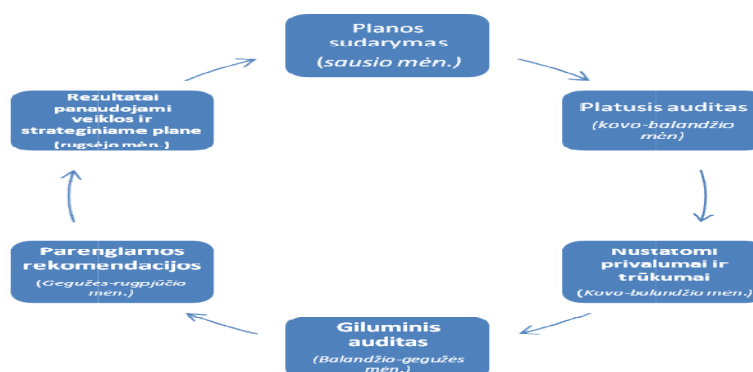 Planos
sudarymas
(sausio mėn.)
Platusis auditas
(kovo-balandžio
mėn)
Nustatomi
privalumai ir
trūkumai
(Kovo-balandžio mėn.)
Giluminis
auditas
(Balandžio-gegužės
mėn.)
Parengiamos
rekomendacijos
(Gegužės-rugpjūčio
mėn.)
Rezultatai
panaudojami
veiklos ir
strateginiame plane
(rugsėjo mėn.)